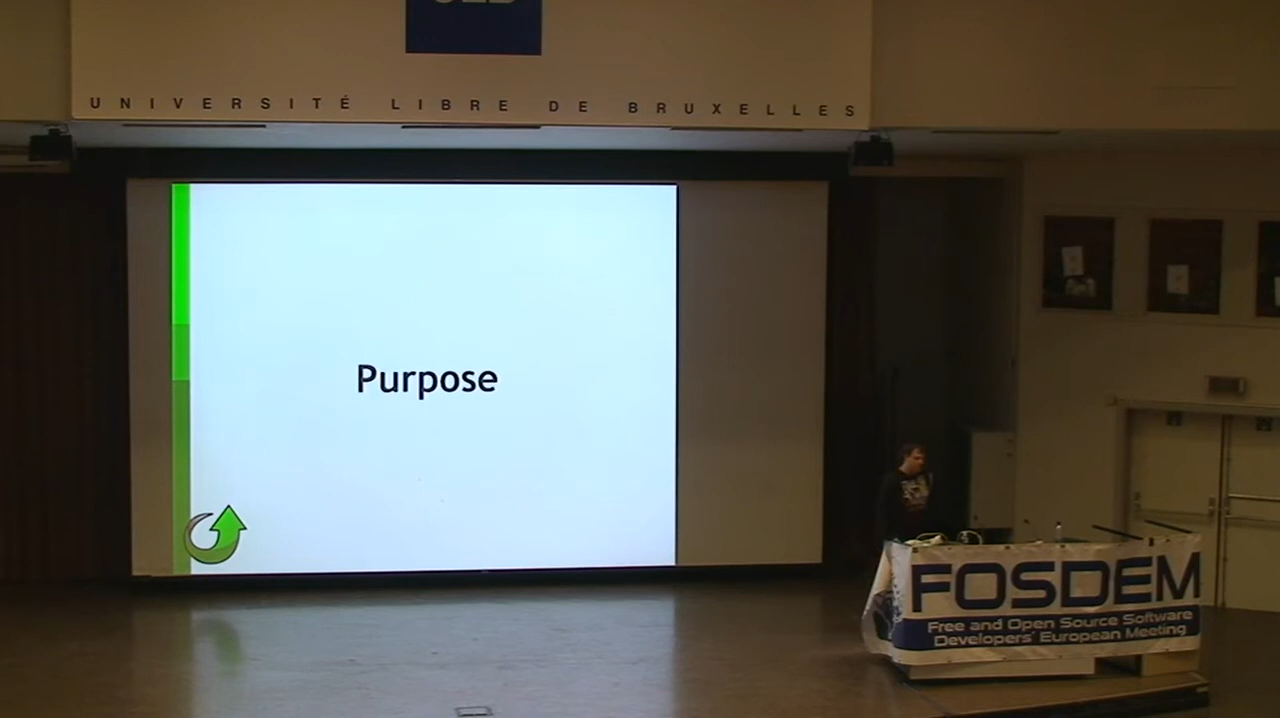 UNIVERSITÉ LIBRE DE BRUXELLES
Purpose
FOSDEM
Free and Open Source Software
Developers' European Meeting